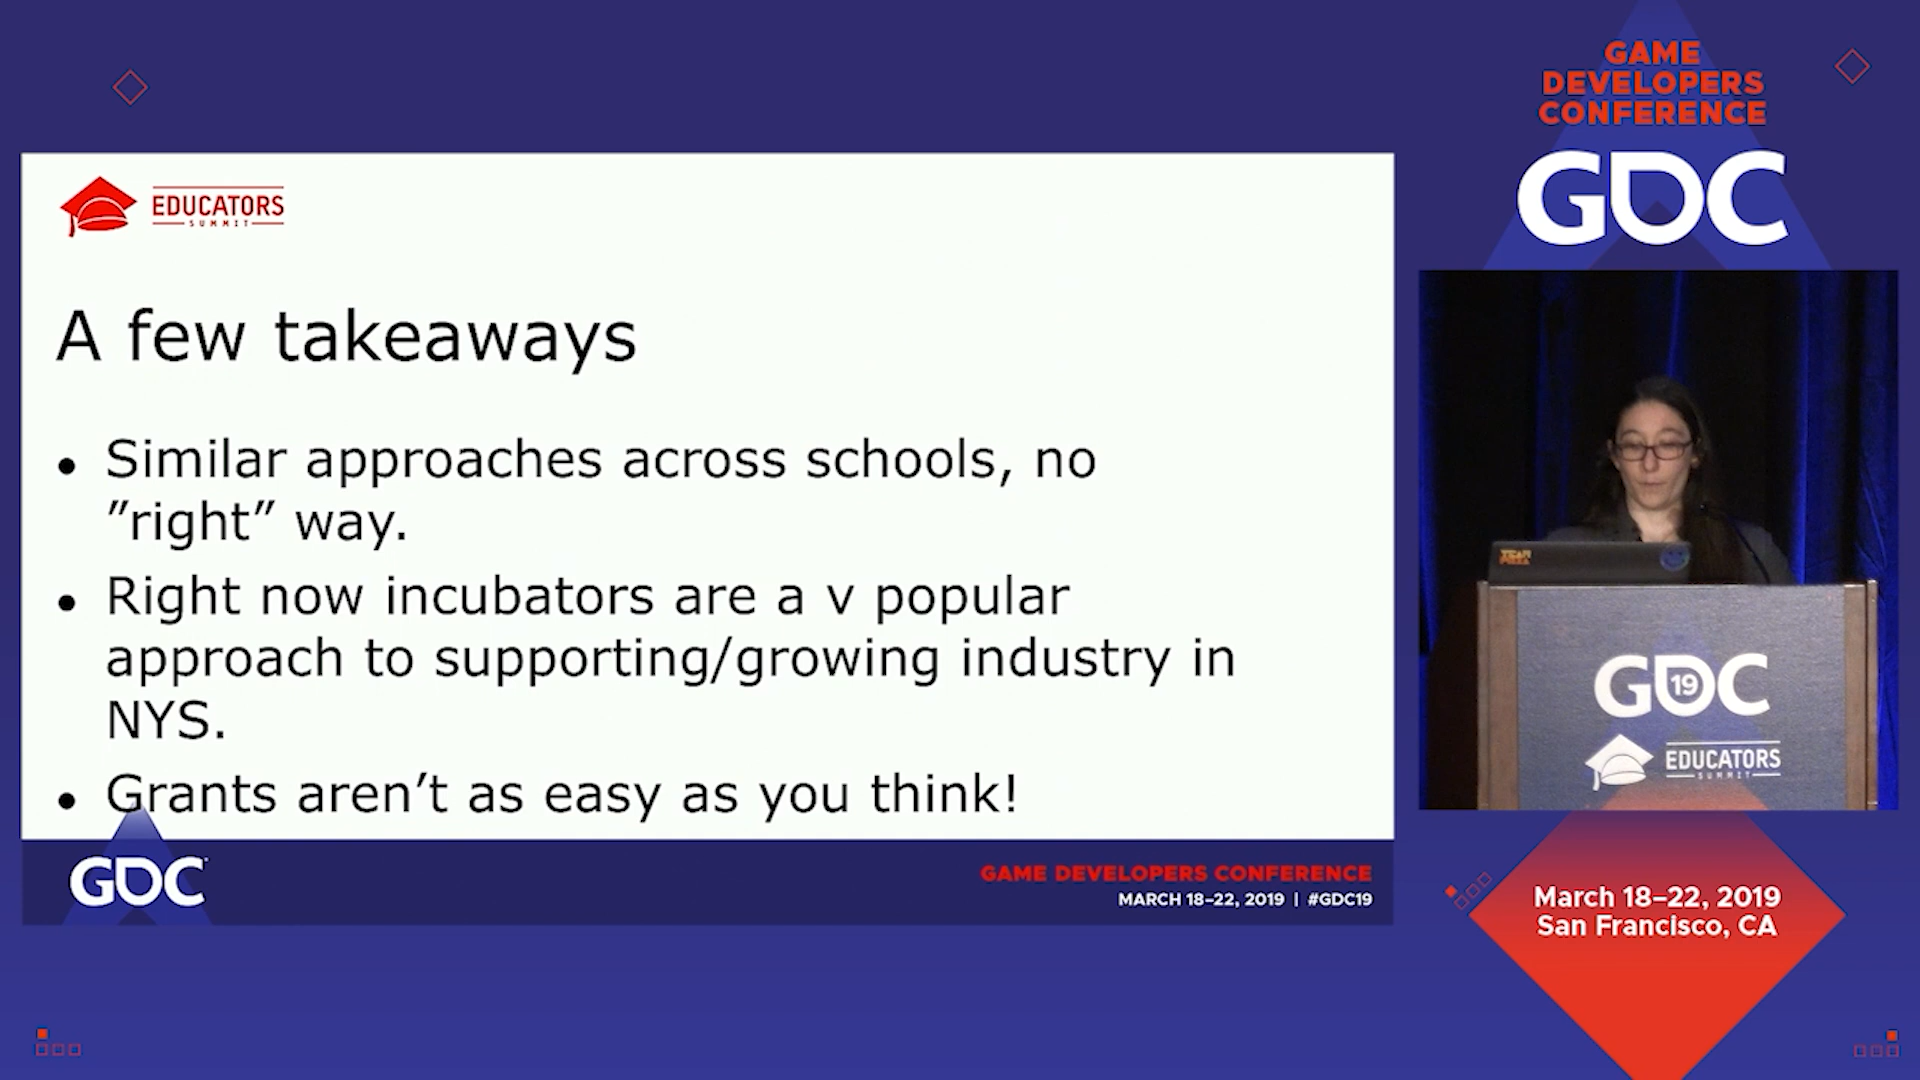 GAME
DEVELOPERS
CONFERENCE
GDC
EDUCATORS
SUMMIT
A few takeaways
• Similar approaches across schools, no
”right” way.
• Right now incubators are a v popular
approach to supporting/growing industry in
NYS.
• Grants aren’t as easy as you think!
GDC
GAME DEVELOPERS CONFERENCE
MARCH 18–22, 2019 | #GDC19
GDC
19
EDUCATORS
SUMMIT
March 18–22, 2019
San Francisco, CA